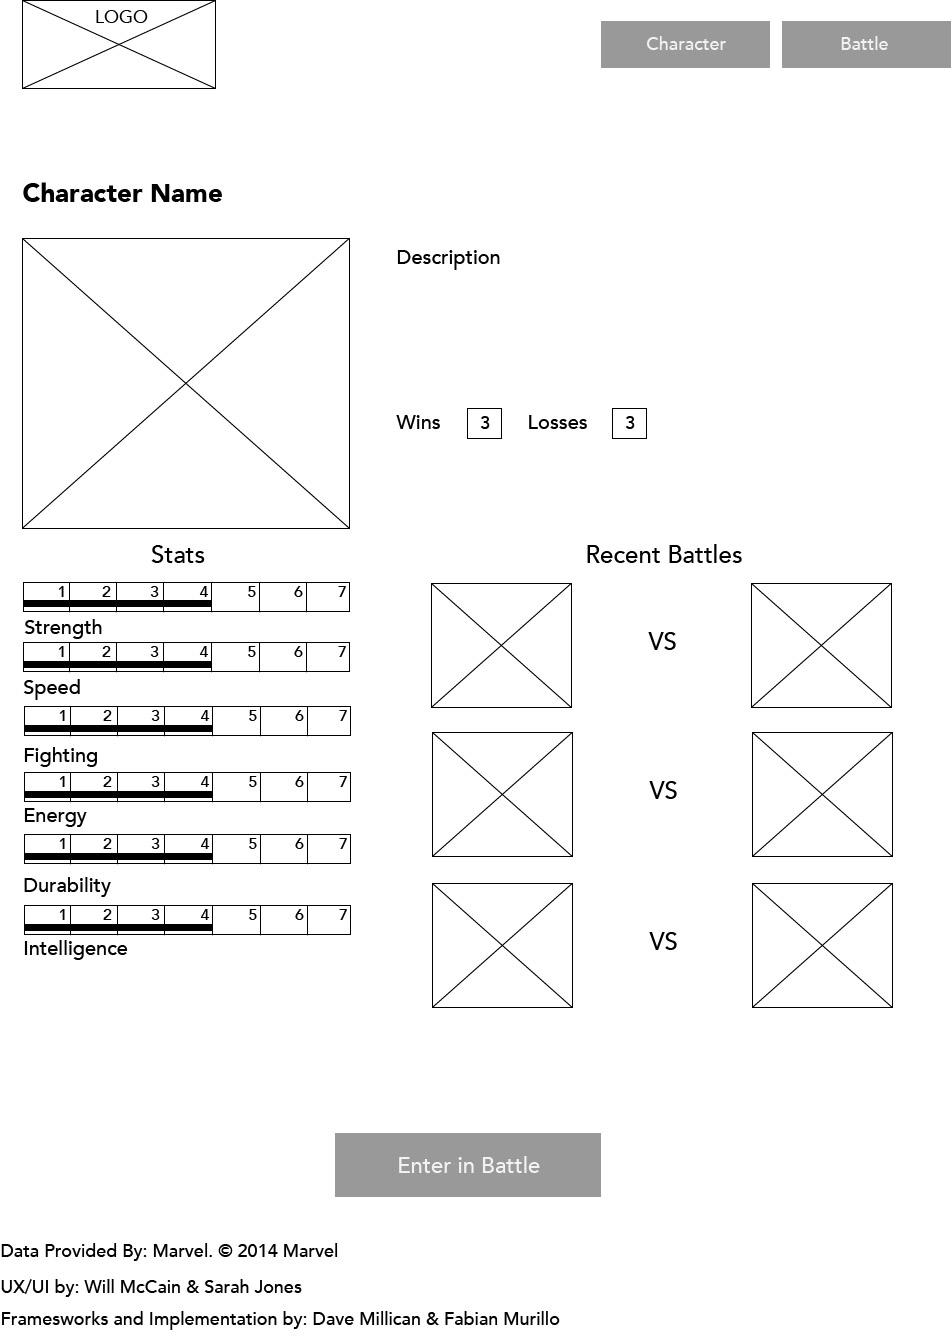 LOGO
Character Battle
Character Name
Description
Wins 3 Losses 3
Stats
1 2 3 4 5 6 7
Strength
1 2 3 4 5 6 7
Speed
1 2 3 4 5 6 7
Fighting
1 2 3 4 5 6 7
Energy
1 2 3 4 5 6 7
Durability
1 2 3 4 5 6 7
Intelligence
Recent Battles
VS
VS
VS
Enter in Battle
Data Provided By: Marvel. © 2014 Marvel
UX/UI by: Will McCain & Sarah Jones
Framesworks and Implementation by: Dave Millican & Fabian Murillo